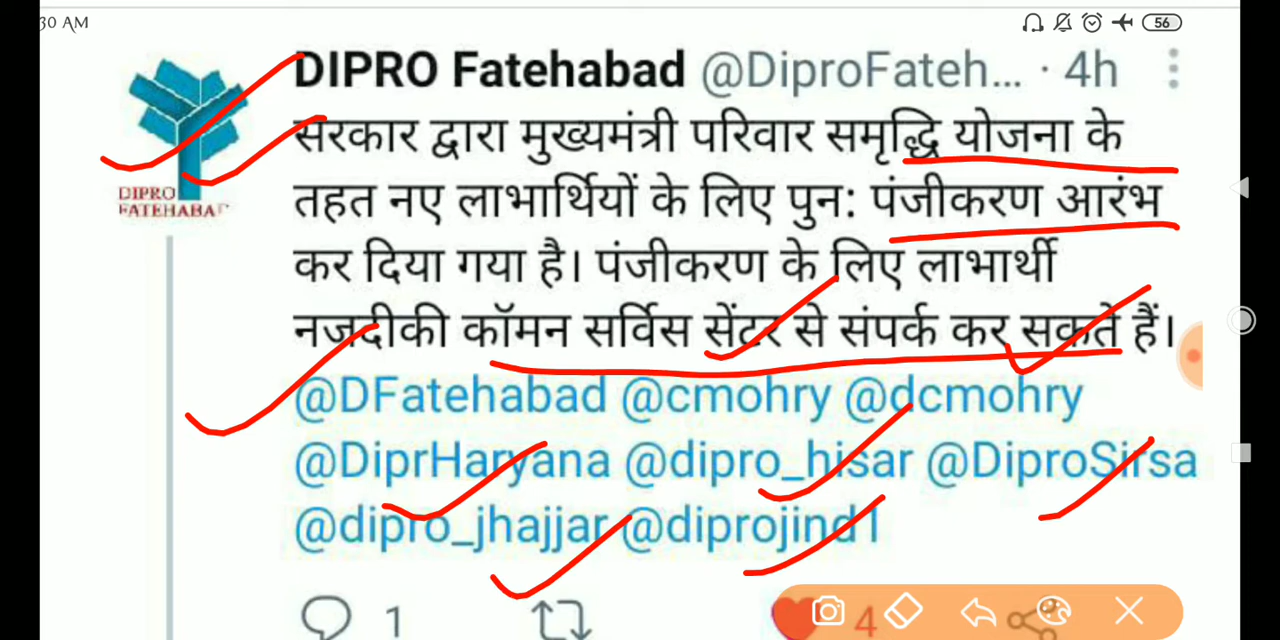 30 AM
56
DIPRO Fatehabad @DiproFateh... · 4h
सरकार द्वारा मुख्यमंत्री परिवार समृद्धि योजना के
तहत नए लाभार्थियों के लिए पुन: पंजीकरण आरंभ
कर दिया गया है। पंजीकरण के लिए लाभार्थी
नजदीकी कॉमन सर्विस सेंटर से संपर्क कर सकते हैं।
@DFatehabad @cmohry @dcmohry
@DiprHaryana @dipro_hisar @DiproSirsa
@dipro_jhajjar @diprojind1
DIPRO
FATEHABAD
1
4